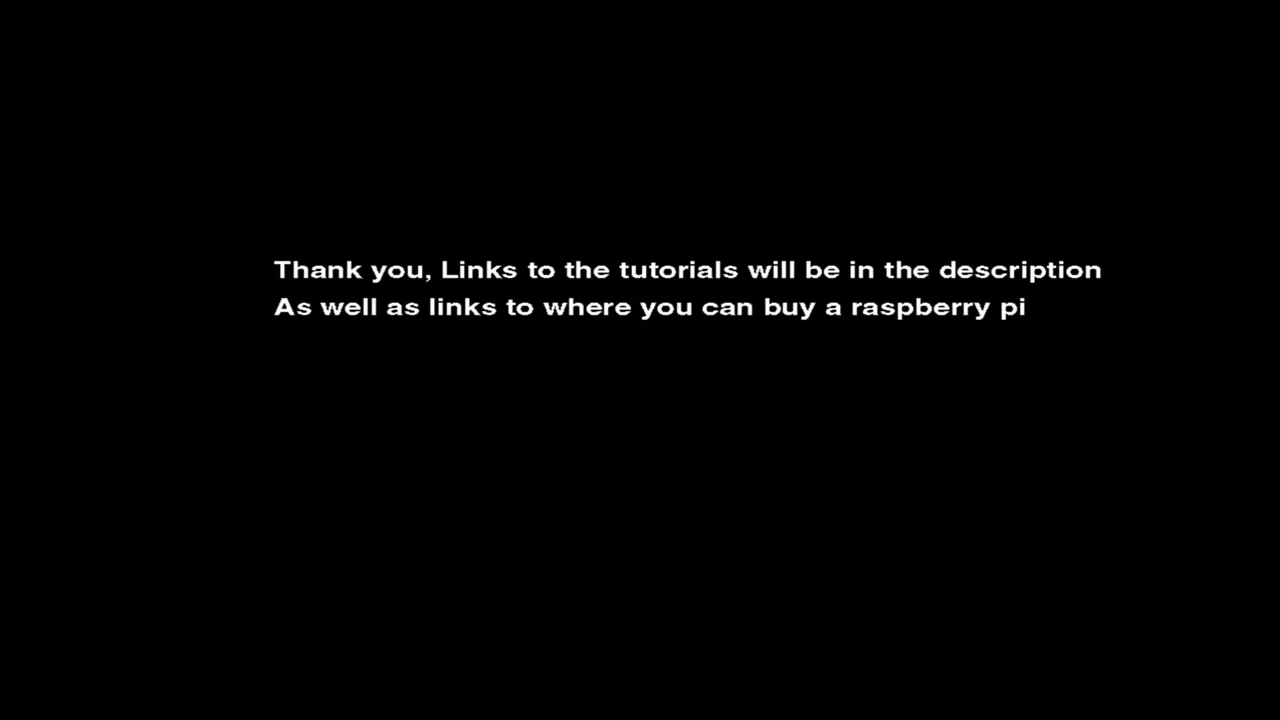 Thank you, Links to the tutorials will be in the description
As well as links to where you can buy a raspberry pi